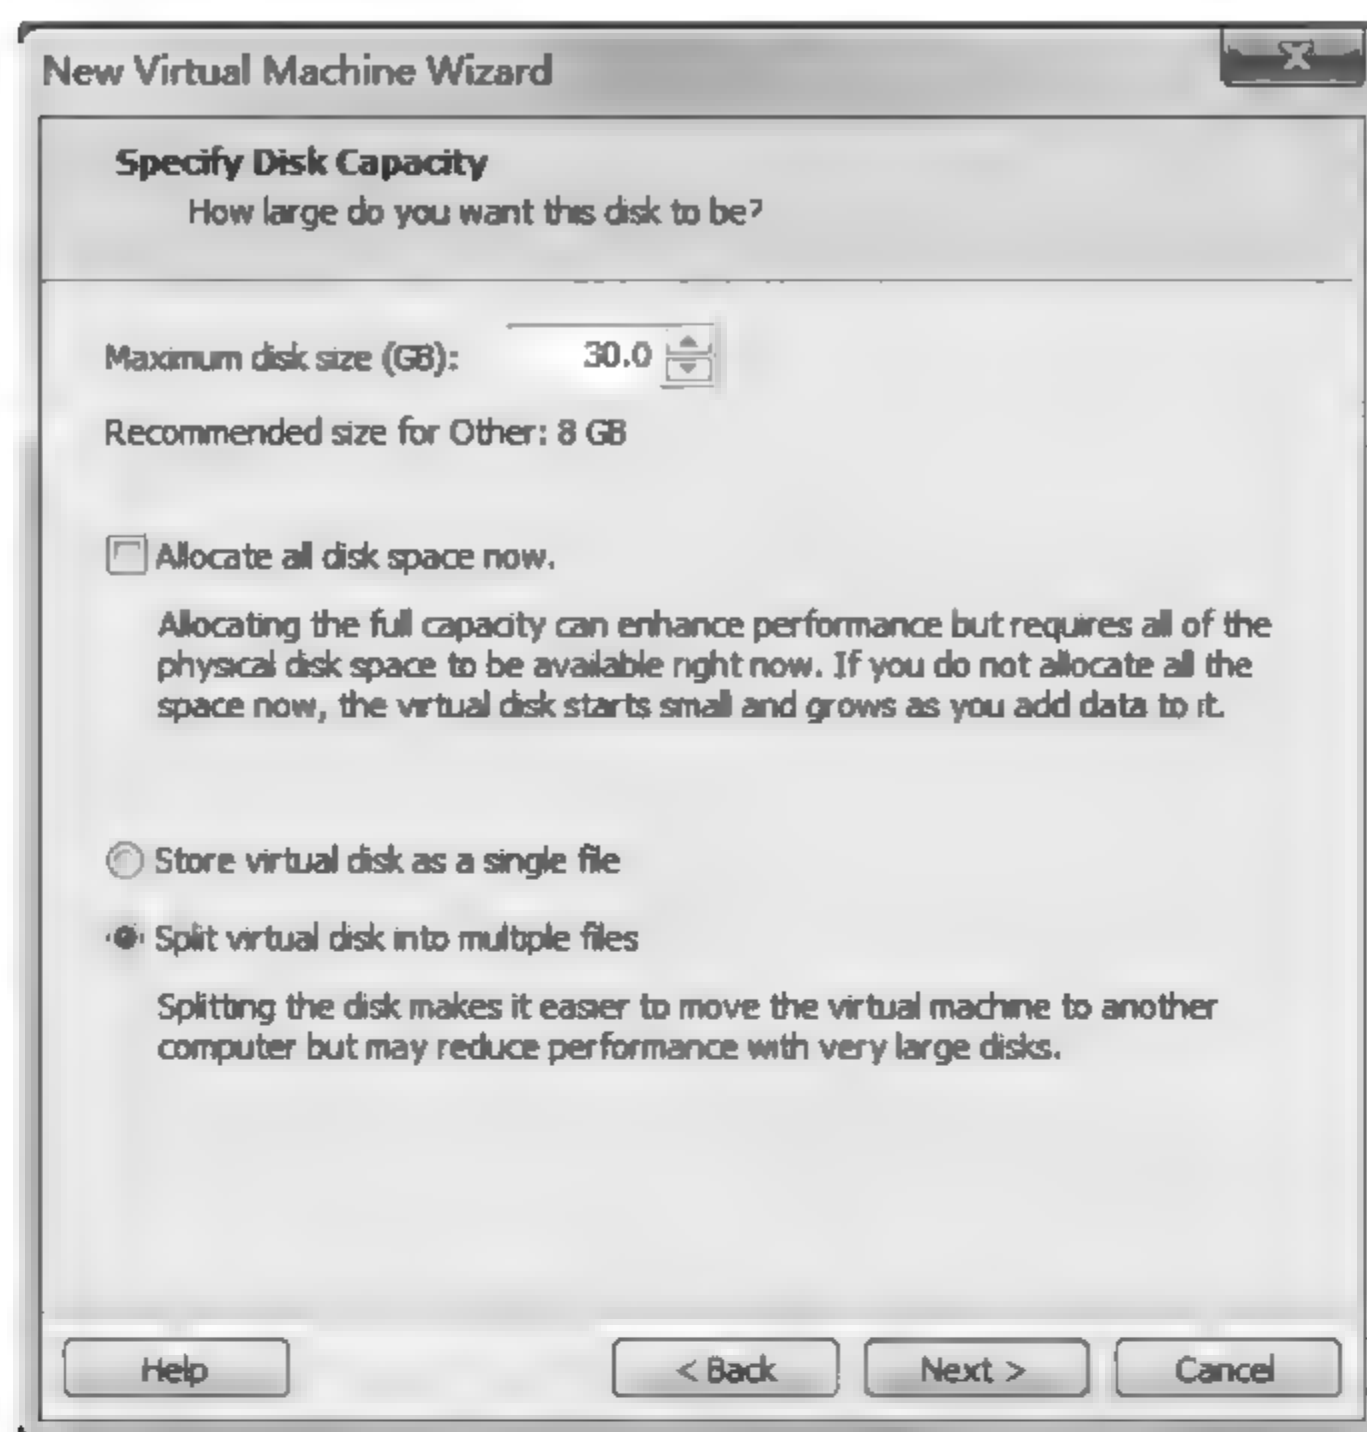 New Virtual Machine Wizard
X
Specify Disk Capacity
How large do you want this disk to be?
Maximum disk size (GB): 30.0
Recommended size for Other: 8 GB
Allocate all disk space now.
Allocating the full capacity can enhance performance but requires all of the
physical disk space to be available right now. If you do not allocate all the
space now, the virtual disk starts small and grows as you add data to it.
Store virtual disk as a single file
Split virtual disk into multiple files
Splitting the disk makes it easier to move the virtual machine to another
computer but may reduce performance with very large disks.
Help < Back Next > Cancel